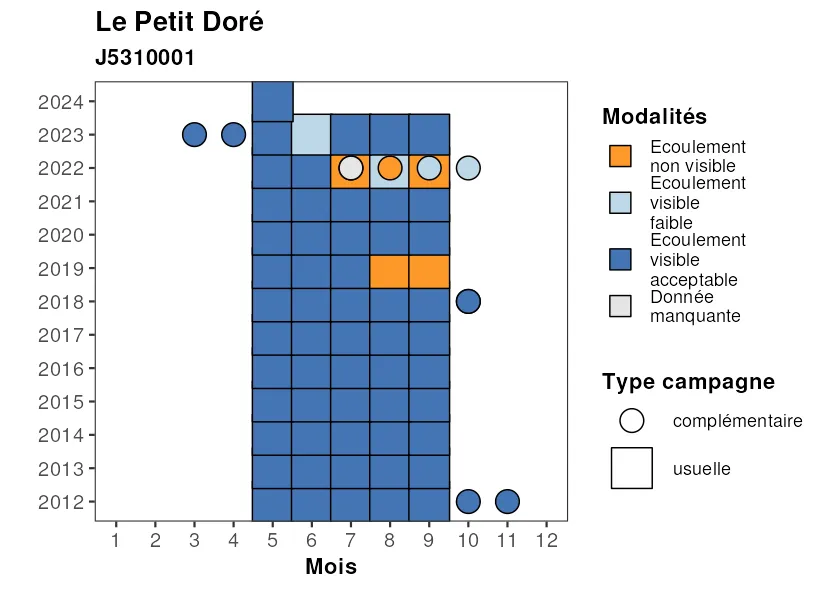 Le Petit Doré
J5310001
2024
2023
2022
2021
2020
2019
2018
2017
2016
2015
2014
2013
2012
1 2 3 4 5 6 7 8 9 10 11 12
Mois
Modalités
Ecoulement
non visible
Ecoulement
visible
faible
Ecoulement
visible
acceptable
Donnée
manquante
Type campagne
complémentaire
usuelle